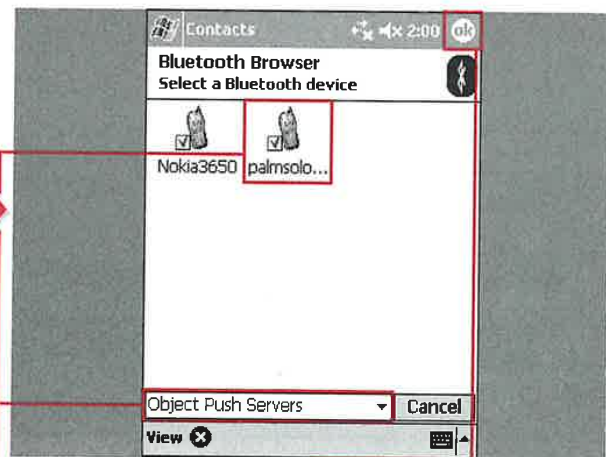 Contacts 2:00 ok
Bluetooth Browser
Select a Bluetooth device
Nokia3650 palmsolo...
Object Push Servers Cancel
View